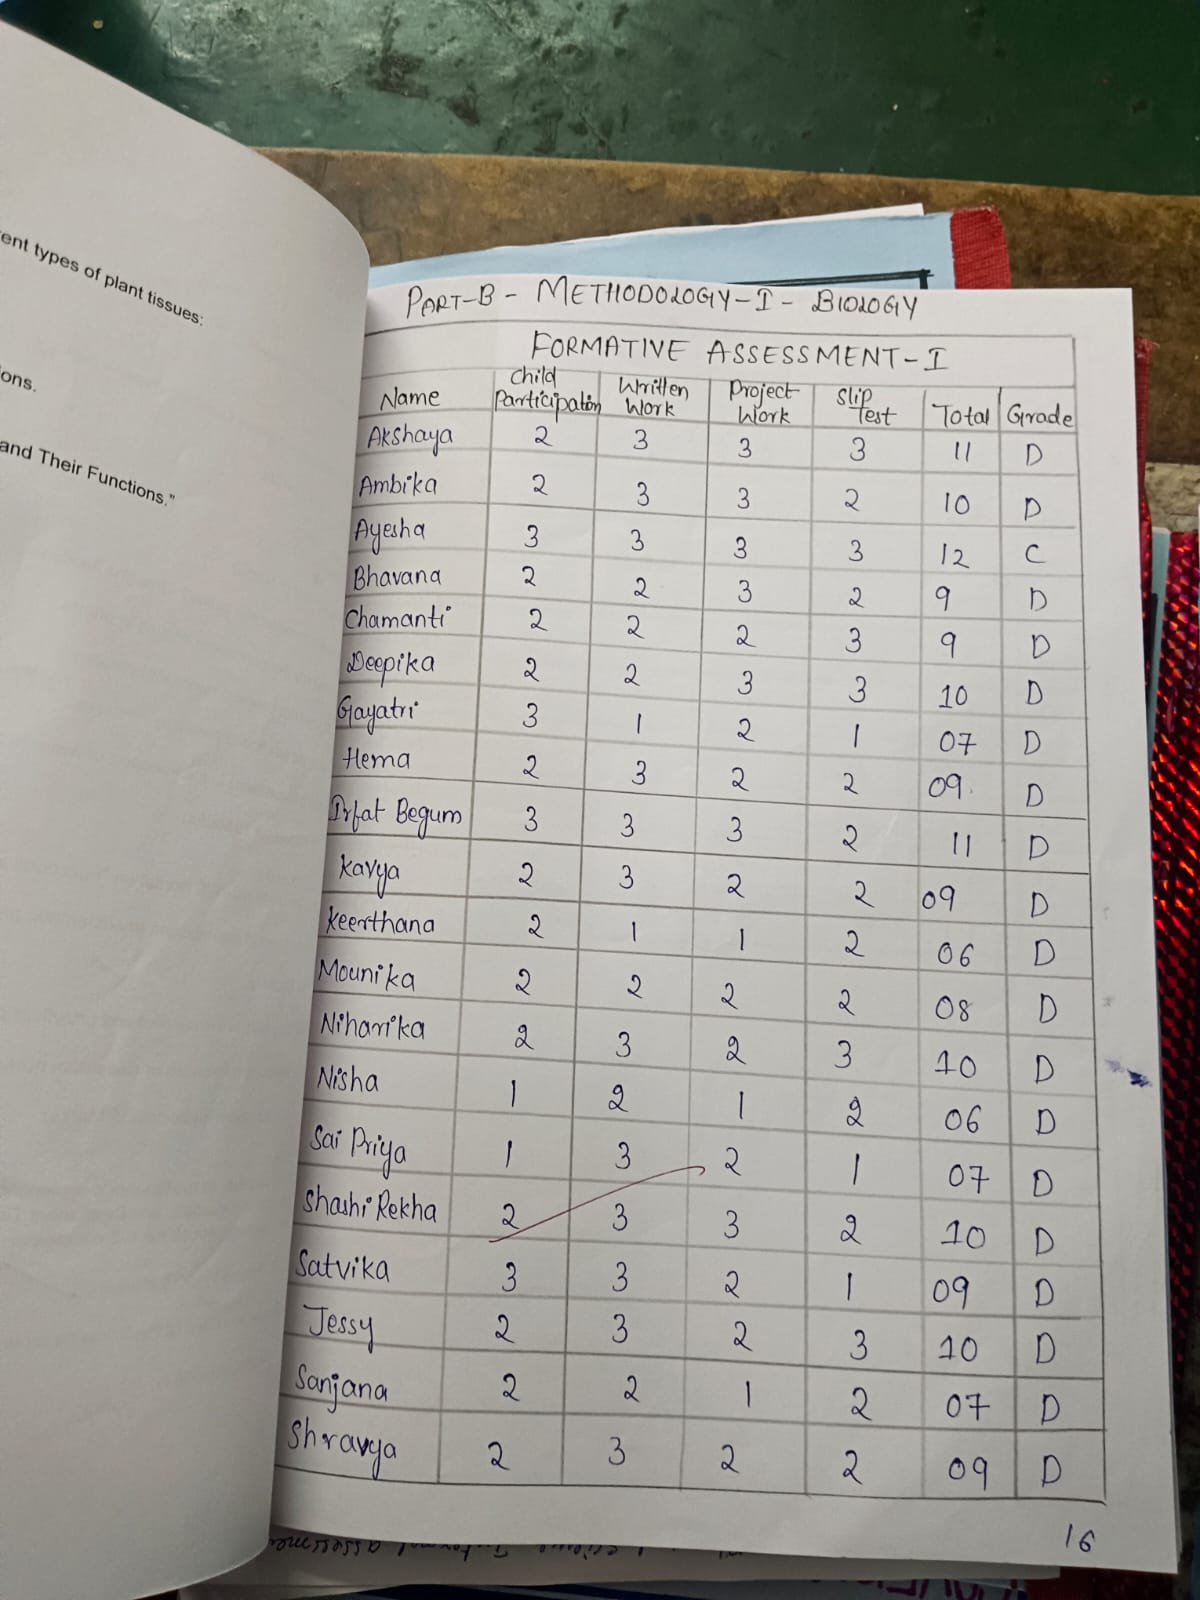 ent types of plant tissues:
ons.
and Their Functions."
PART-B - METHODOLOGY-I - BIOLOGY
FORMATIVE ASSESSMENT-I
Name Child Participation Written Work Project Work Slip Test Total Grade
Akshaya 2 3 3 3 11 D
Ambika 2 3 3 2 10 D
Ayesha 3 3 3 3 12 C
Bhavana 2 2 3 2 9 D
Chamanti 2 2 2 3 9 D
Deepika 2 2 3 3 10 D
Gayatri 3 1 2 1 07 D
Hema 2 3 2 2 09 D
Irfat Begum 3 3 3 2 11 D
Kavya 2 3 2 2 09 D
Keerthana 2 1 1 2 06 D
Mounika 2 2 2 2 08 D
Niharika 2 3 2 3 10 D
Nisha 1 2 1 2 06 D
Sai Priya 1 3 2 1 07 D
Shashi Rekha 2 3 3 2 10 D
Satvika 3 3 2 1 09 D
Jessy 2 3 2 3 10 D
Sanjana 2 2 1 2 07 D
Shravya 2 3 2 2 09 D
16